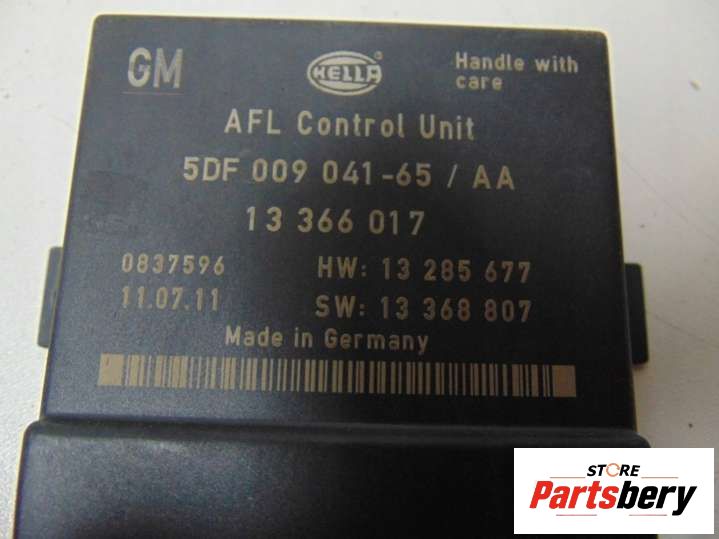 GM
HELLA ®
Handle with
care
AFL Control Unit
5DF 009 041-65 / AA
13 366 017
0837596
11.07.11
HW: 13 285 677
SW: 13 368 807
Made in Germany
STORE
Partsbery